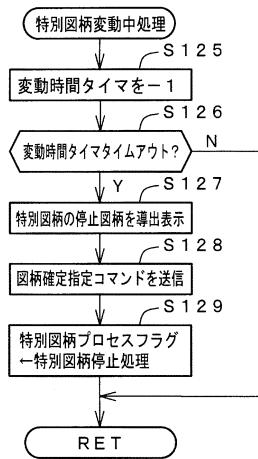 特別図柄変動中処理
S125
変動時間タイマを－1
S126
変動時間タイマタイムアウト?
N
Y
S127
特別図柄の停止図柄を導出表示
S128
図柄確定指定コマンドを送信
S129
特別図柄プロセスフラグ
←特別図柄停止処理
RET